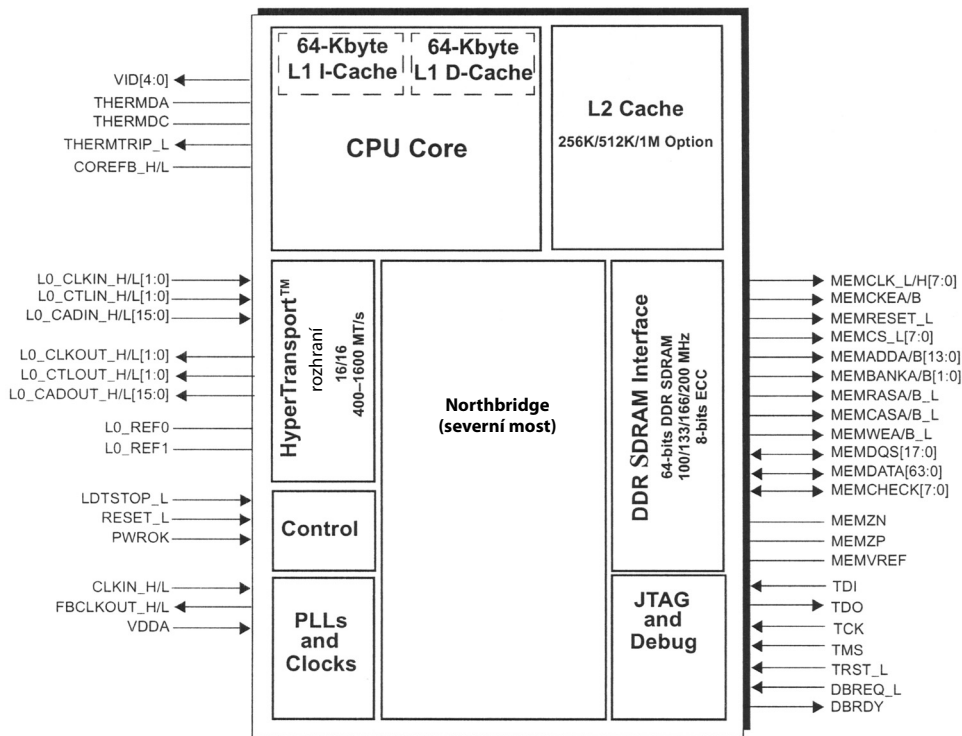 64-Kbyte
L1 I-Cache
64-Kbyte
L1 D-Cache
CPU Core
L2 Cache
256K/512K/1M Option
VID[4:0]
THERMDA
THERMDC
THERMTRIP_L
COREFB_H/L
L0_CLKIN_H/L[1:0]
L0_CTLIN_H/L[1:0]
L0_CADIN_H/L[15:0]
L0_CLKOUT_H/L[1:0]
L0_CTLOUT_H/L[1:0]
L0_CADOUT_H/L[15:0]
L0_REF0
L0_REF1
LDTSTOP_L
RESET_L
PWROK
CLKIN_H/L
FBCLKOUT_H/L
VDDA
HyperTransport™
rozhraní
16/16
400–1600 MT/s
Control
PLLs
and
Clocks
Northbridge
(severní most)
DDR SDRAM Interface
64-bits DDR SDRAM
100/133/166/200 MHz
8-bits ECC
JTAG
and
Debug
MEMCLK_L/H[7:0]
MEMCKEA/B
MEMRESET_L
MEMCS_L[7:0]
MEMADDA/B[13:0]
MEMBANKA/B[1:0]
MEMRASA/B_L
MEMCASA/B_L
MEMWEA/B_L
MEMDQS[17:0]
MEMDATA[63:0]
MEMCHECK[7:0]
MEMZN
MEMZP
MEMVREF
TDI
TDO
TCK
TMS
TRST_L
DBREQ_L
DBRDY